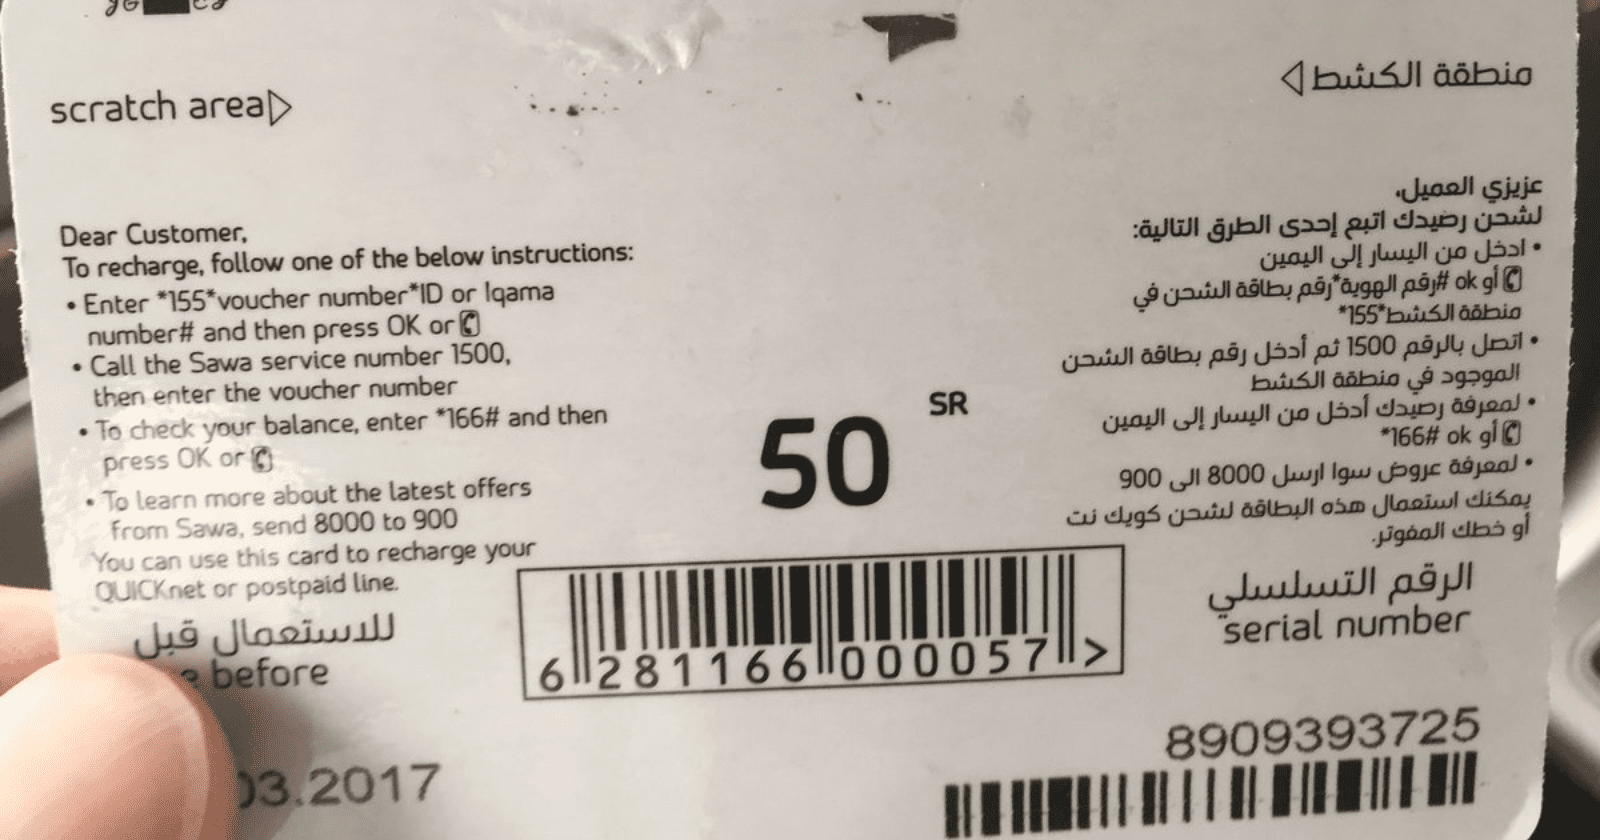 scratch area
منطقة الكشط
Dear Customer,
To recharge, follow one of the below instructions:
• Enter *155*voucher number*ID or Iqama
number# and then press OK or
• Call the Sawa service number 1500,
then enter the voucher number
• To check your balance, enter *166# and then
press OK or
• To learn more about the latest offers
from Sawa, send 8000 to 900
You can use this card to recharge your
QUICKnet or postpaid line.
عزيزي العميل،
لشحن رصيدك اتبع إحدى الطرق التالية:
• ادخل من اليسار إلى اليمين
أو ok #رقم الهوية*رقم بطاقة الشحن في
منطقة الكشط*155*
• اتصل بالرقم 1500 ثم أدخل رقم بطاقة الشحن
الموجود في منطقة الكشط
• لمعرفة رصيدك أدخل من اليسار إلى اليمين
أو ok #166*
• لمعرفة عروض سوا ارسل 8000 الى 900
يمكنك استعمال هذه البطاقة لشحن كويك نت
أو خطك المفوتر.
50 SR
للاستعمال قبل
before
03.2017
6 281166 000057 >
الرقم التسلسلي
serial number
8909393725